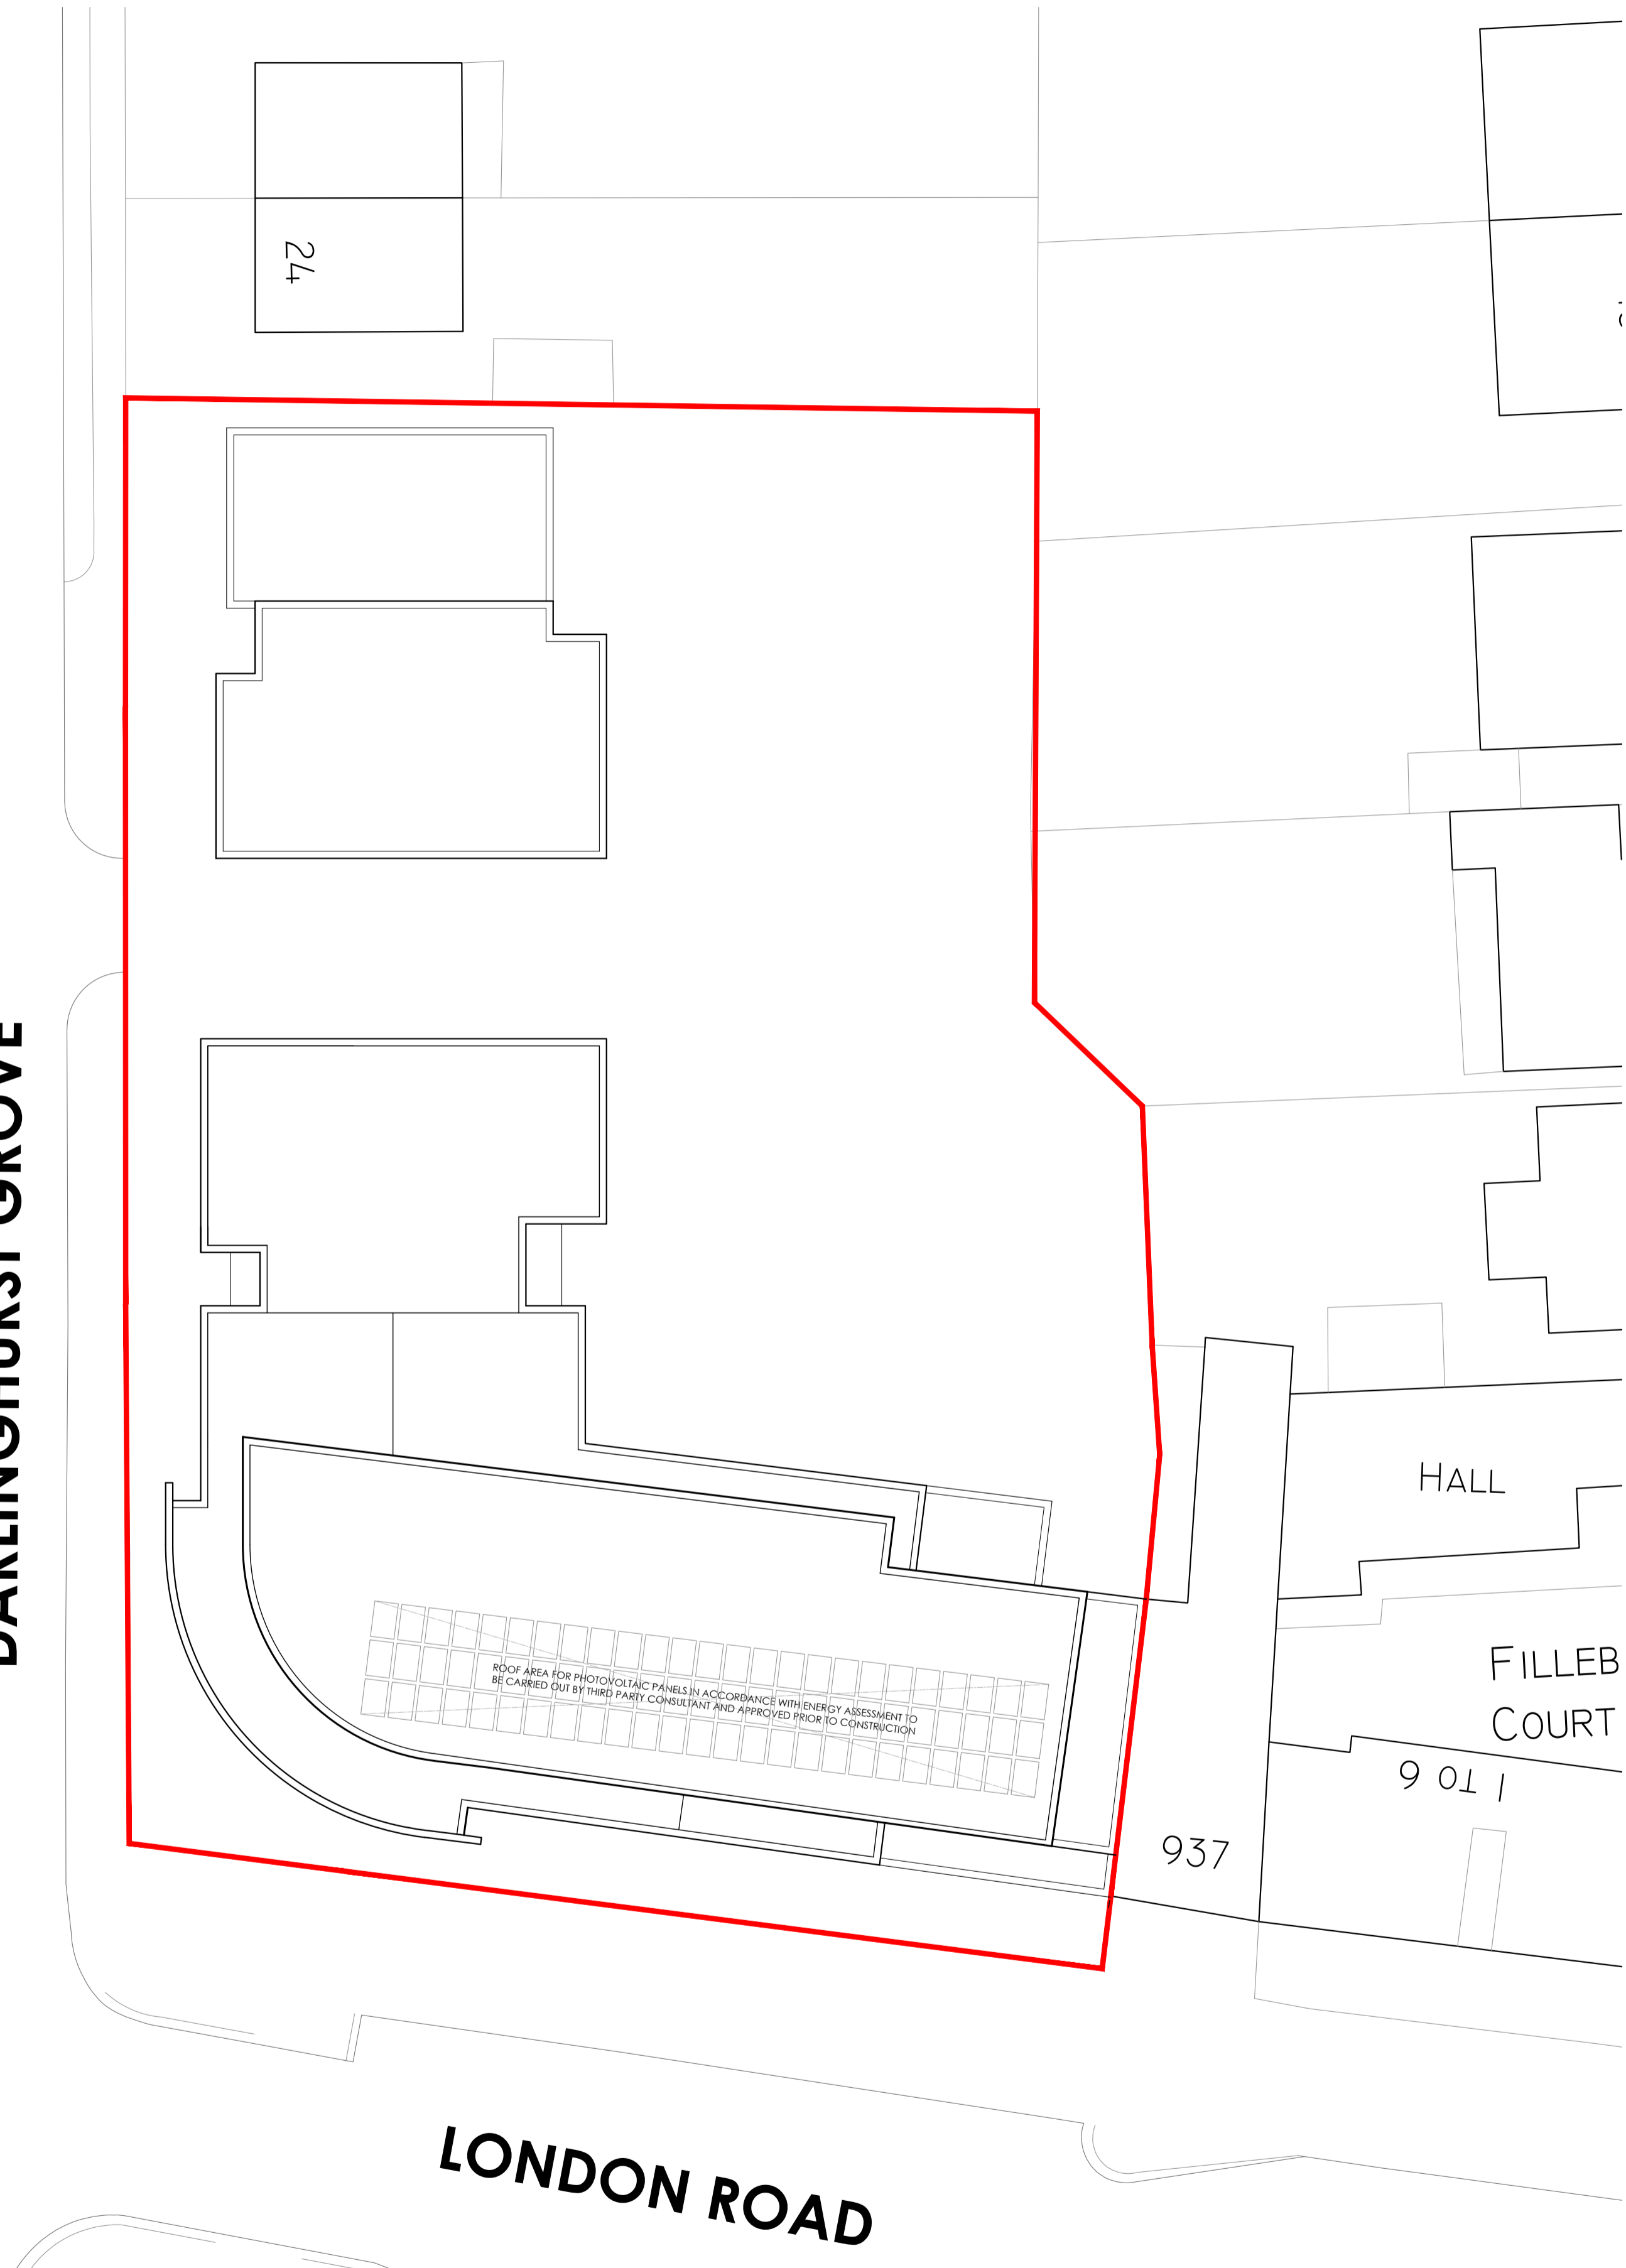 24
DARLINGHURST GROVE
HALL
ROOF AREA FOR PHOTOVOLTAIC PANELS IN ACCORDANCE WITH ENERGY ASSESSMENT TO
BE CARRIED OUT BY THIRD PARTY CONSULTANT AND APPROVED PRIOR TO CONSTRUCTION
FILLEB
COURT
1 TO 6
937
LONDON ROAD